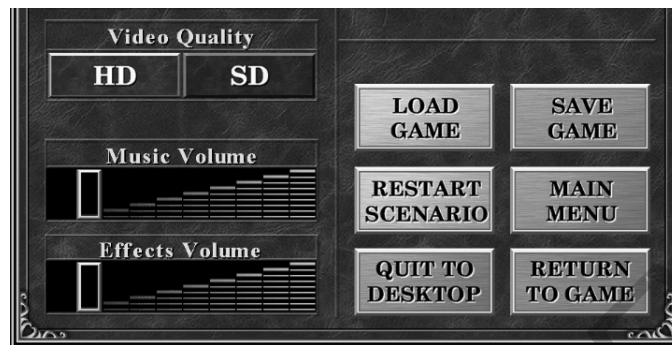 Video Quality
HD SD
Music Volume
Effects Volume
LOAD
GAME
SAVE
GAME
RESTART
SCENARIO
MAIN
MENU
QUIT TO
DESKTOP
RETURN
TO GAME